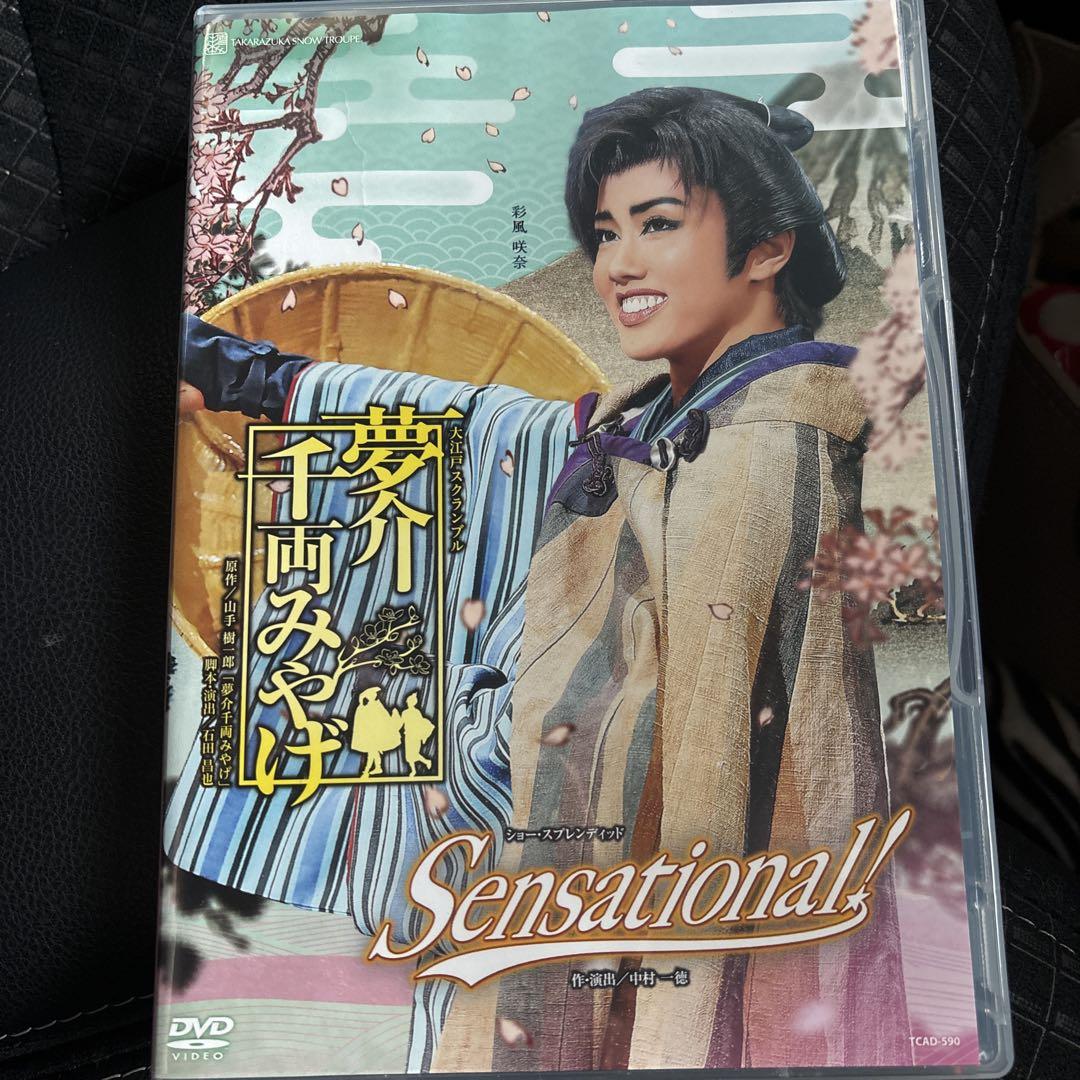 TAKARAZUKA SNOW TROUPE
彩風 咲奈
大江戸スクランブル
夢介
千両みやげ
原作/山手 樹一郎「夢介千両みやげ」
脚本・演出/石田 昌也
ショー・スプレンディッド
Sensational!
作・演出/中村 一徳
DVD
VIDEO
TCAD-590